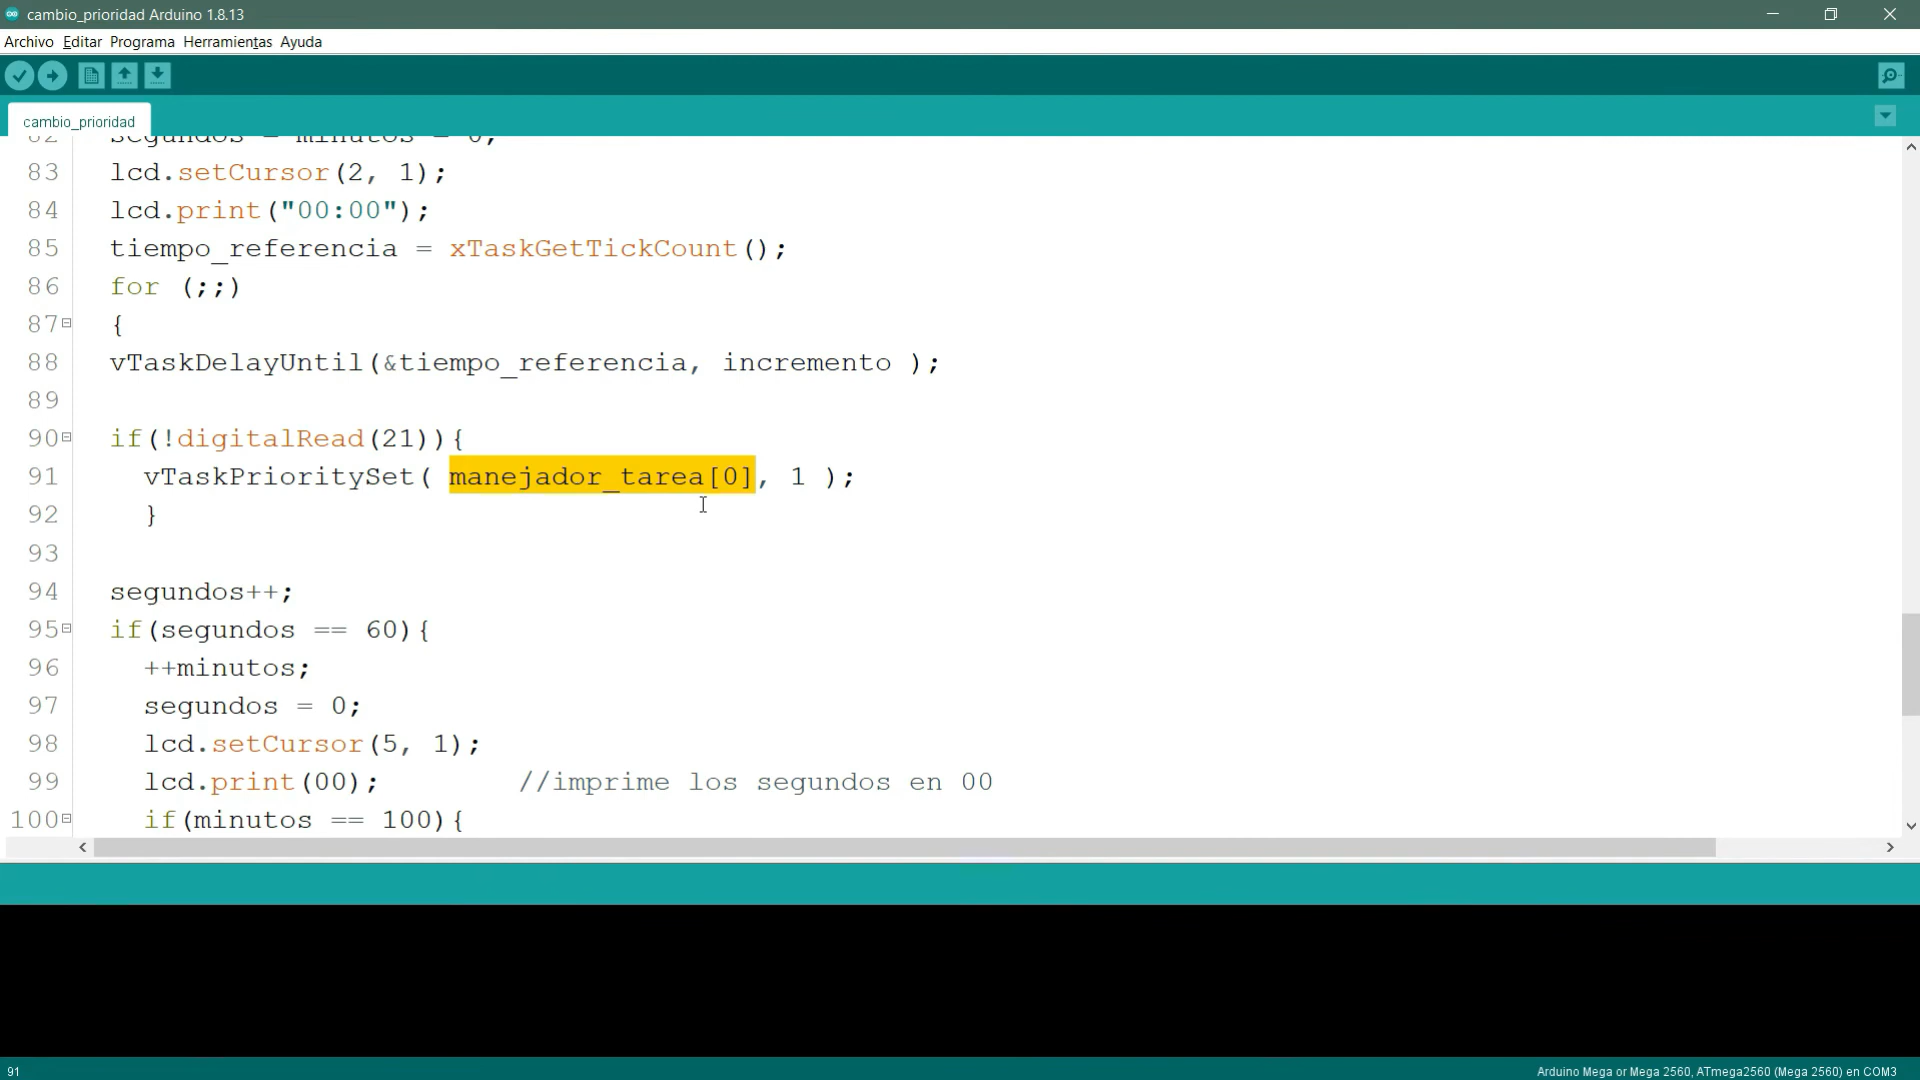 cambio_prioridad Arduino 1.8.13
Archivo Editar Programa Herramientas Ayuda
cambio_prioridad
82 segundos = minutos = 0;
83 lcd.setCursor(2, 1);
84 lcd.print("00:00");
85 tiempo_referencia = xTaskGetTickCount();
86 for (;;)
87 {
88 vTaskDelayUntil(&tiempo_referencia, incremento );
89
90 if(!digitalRead(21)){
91 vTaskPrioritySet( manejador_tarea[0], 1 );
92 }
93
94 segundos++;
95 if(segundos == 60){
96 ++minutos;
97 segundos = 0;
98 lcd.setCursor(5, 1);
99 lcd.print(00); //imprime los segundos en 00
100 if(minutos == 100){
91 Arduino Mega or Mega 2560, ATmega2560 (Mega 2560) en COM3